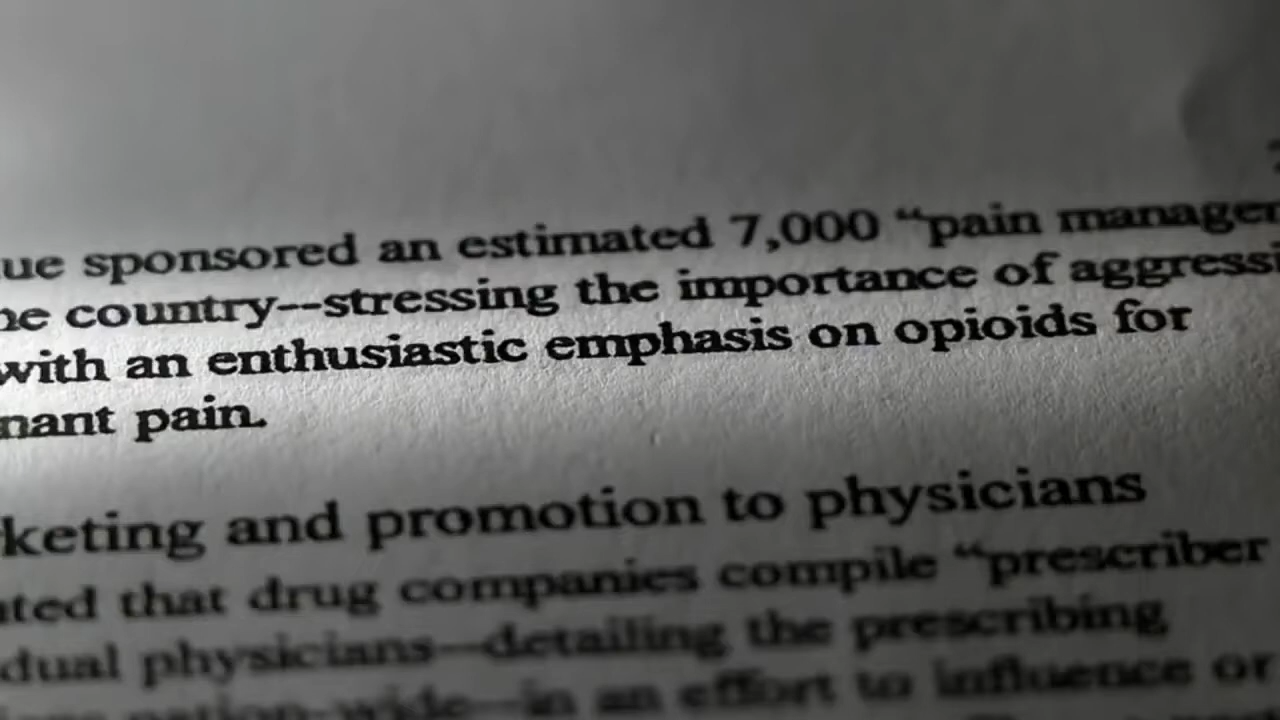 ue sponsored an estimated 7,000 “pain manager
he country--stressing the importance of aggressi
with an enthusiastic emphasis on opioids for
nant pain.
keting and promotion to physicians
ated that drug companies compile “prescriber
dual physicians—detailing the prescribing
nation-wide—in an effort to influence or